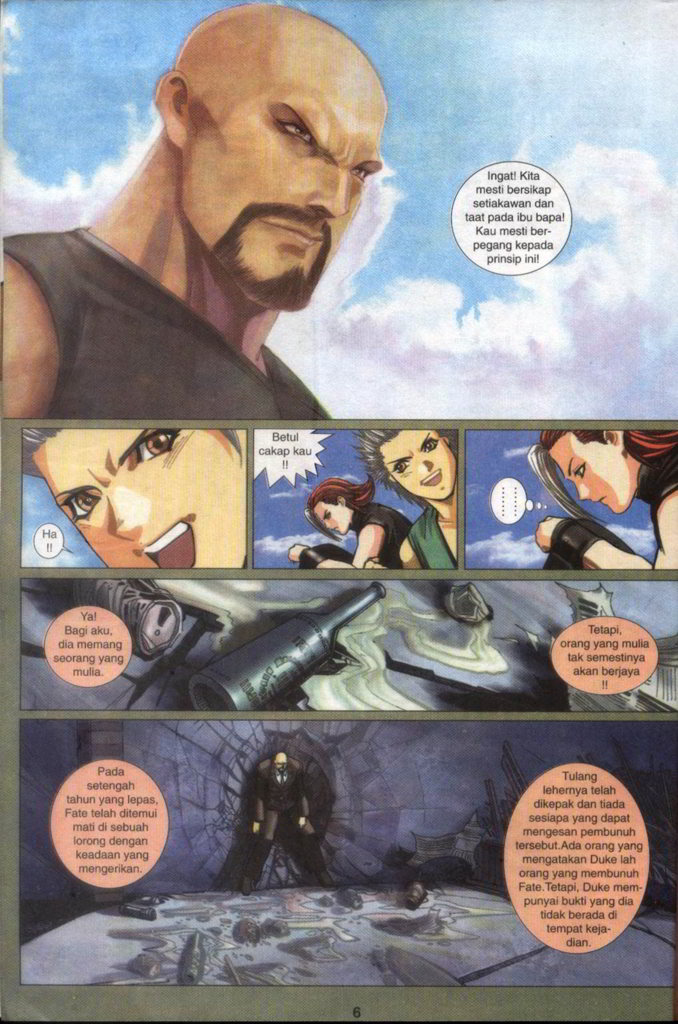 Ingat! Kita
mesti bersikap
setiakawan dan
taat pada ibu bapa!
Kau mesti ber-
pegang kepada
prinsip ini!
Ha
!!
Betul
cakap kau
!!
Ya!
Bagi aku,
dia memang
seorang yang
mulia.
Tetapi,
orang yang mulia
tak semestinya
akan berjaya
!!
Pada
setengah
tahun yang lepas,
Fate telah ditemui
mati di sebuah
lorong dengan
keadaan yang
mengerikan.
Tulang
lehernya telah
dikepak dan tiada
sesiapa yang dapat
mengesan pembunuh
tersebut.Ada orang yang
mengatakan Duke lah
orang yang membunuh
Fate.Tetapi, Duke mem-
punyai bukti yang dia
tidak berada di
tempat keja-
dian.
6